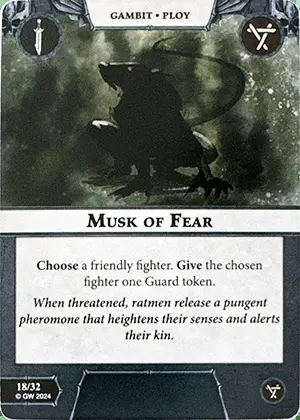 GAMBIT • PLOY
MUSK OF FEAR
Choose a friendly fighter. Give the chosen
fighter one Guard token.
When threatened, ratmen release a pungent
pheromone that heightens their senses and alerts
their kin.
18/32
© GW 2024